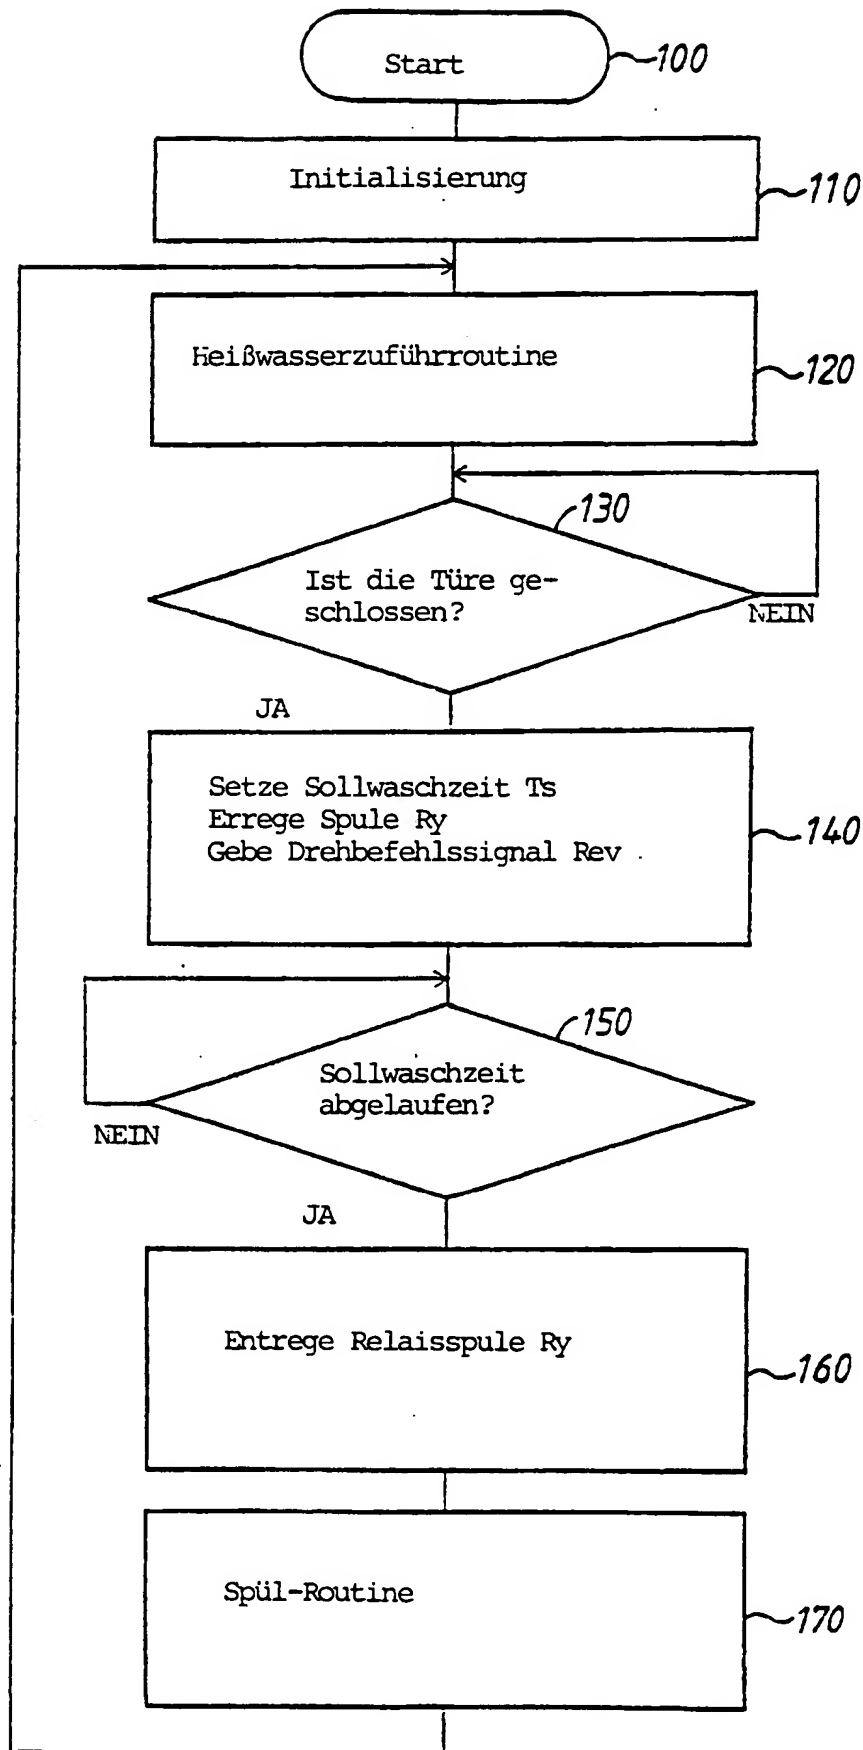 Start
100
Initialisierung
110
Heißwasserzuführroutine
120
130
Ist die Türe ge-
schlossen?
NEIN
JA
Setze Sollwaschzeit Ts
Errege Spule Ry
Gebe Drehbefehlssignal Rev
140
150
Sollwaschzeit
abgelaufen?
NEIN
JA
Entrege Relaisspule Ry
160
Spül-Routine
170